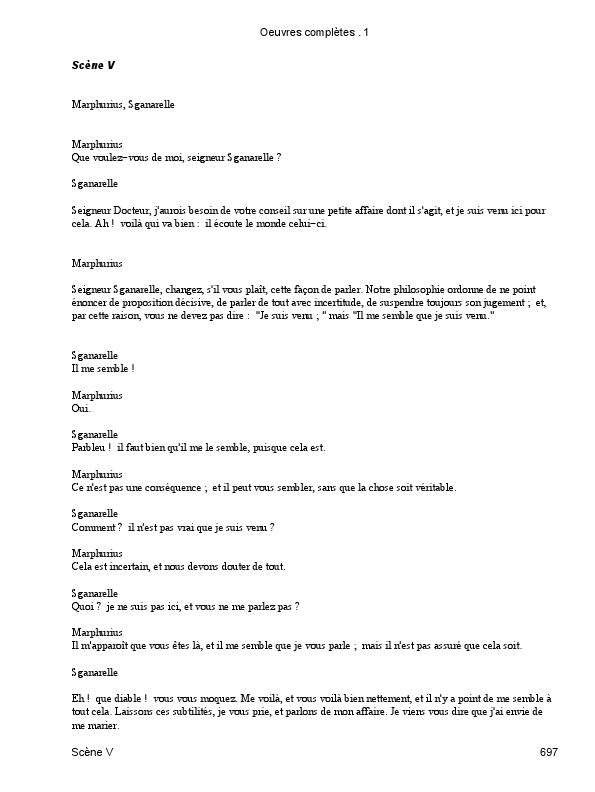 Oeuvres complètes . 1
Scène V
Marphurius, Sganarelle
Marphurius
Que voulez-vous de moi, seigneur Sganarelle ?
Sganarelle
Seigneur Docteur, j'aurois besoin de votre conseil sur une petite affaire dont il s'agit, et je suis venu ici pour
cela. Ah ! voilà qui va bien : il écoute le monde celui-ci.
Marphurius
Seigneur Sganarelle, changez, s'il vous plaît, cette façon de parler. Notre philosophie ordonne de ne point
énoncer de proposition décisive, de parler de tout avec incertitude, de suspendre toujours son jugement ; et,
par cette raison, vous ne devez pas dire : "Je suis venu ; " mais "Il me semble que je suis venu."
Sganarelle
Il me semble !
Marphurius
Oui.
Sganarelle
Parbleu ! il faut bien qu'il me le semble, puisque cela est.
Marphurius
Ce n'est pas une conséquence ; et il peut vous sembler, sans que la chose soit véritable.
Sganarelle
Comment ? il n'est pas vrai que je suis venu ?
Marphurius
Cela est incertain, et nous devons douter de tout.
Sganarelle
Quoi ? je ne suis pas ici, et vous ne me parlez pas ?
Marphurius
Il m'apparoît que vous êtes là, et il me semble que je vous parle ; mais il n'est pas assuré que cela soit.
Sganarelle
Eh ! que diable ! vous vous moquez. Me voilà, et vous voilà bien nettement, et il n'y a point de me semble à
tout cela. Laissons ces subtilités, je vous prie, et parlons de mon affaire. Je viens vous dire que j'ai envie de
me marier.
Scène V 697